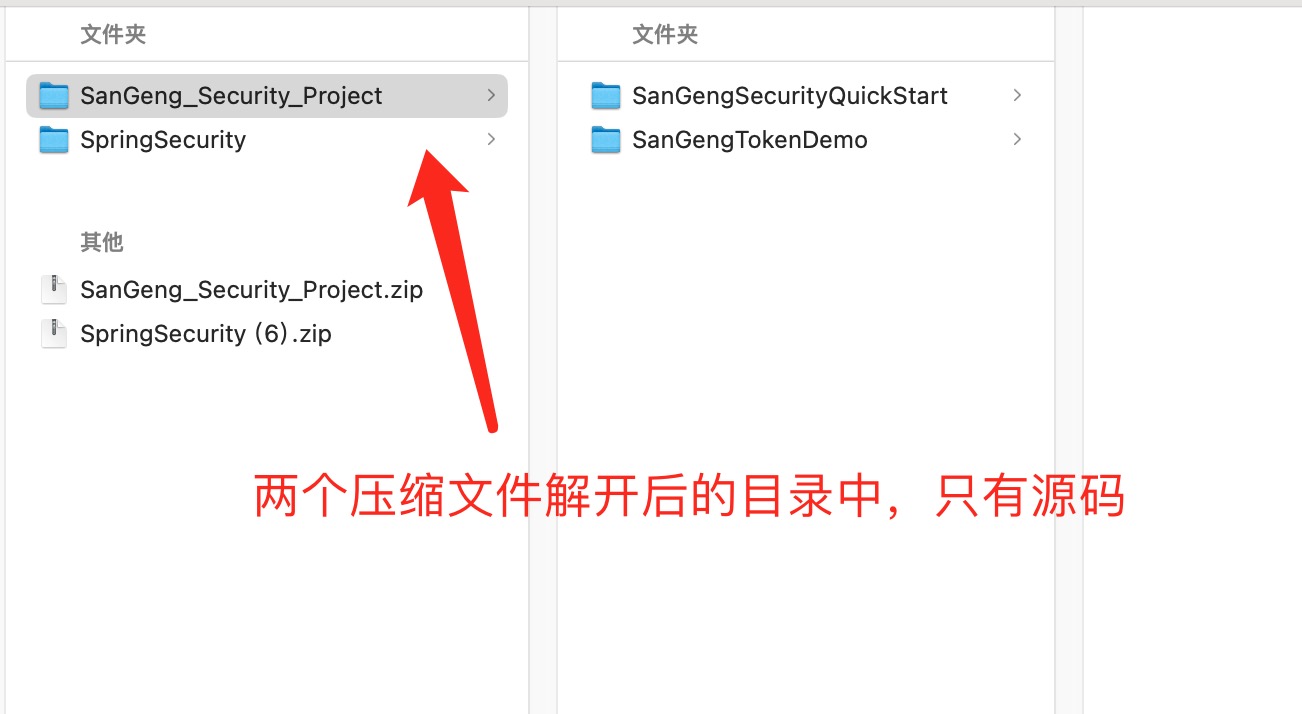 文件夹
SanGeng_Security_Project
SpringSecurity
其他
SanGeng_Security_Project.zip
SpringSecurity (6).zip
文件夹
SanGengSecurityQuickStart
SanGengTokenDemo
两个压缩文件解开后的目录中，只有源码